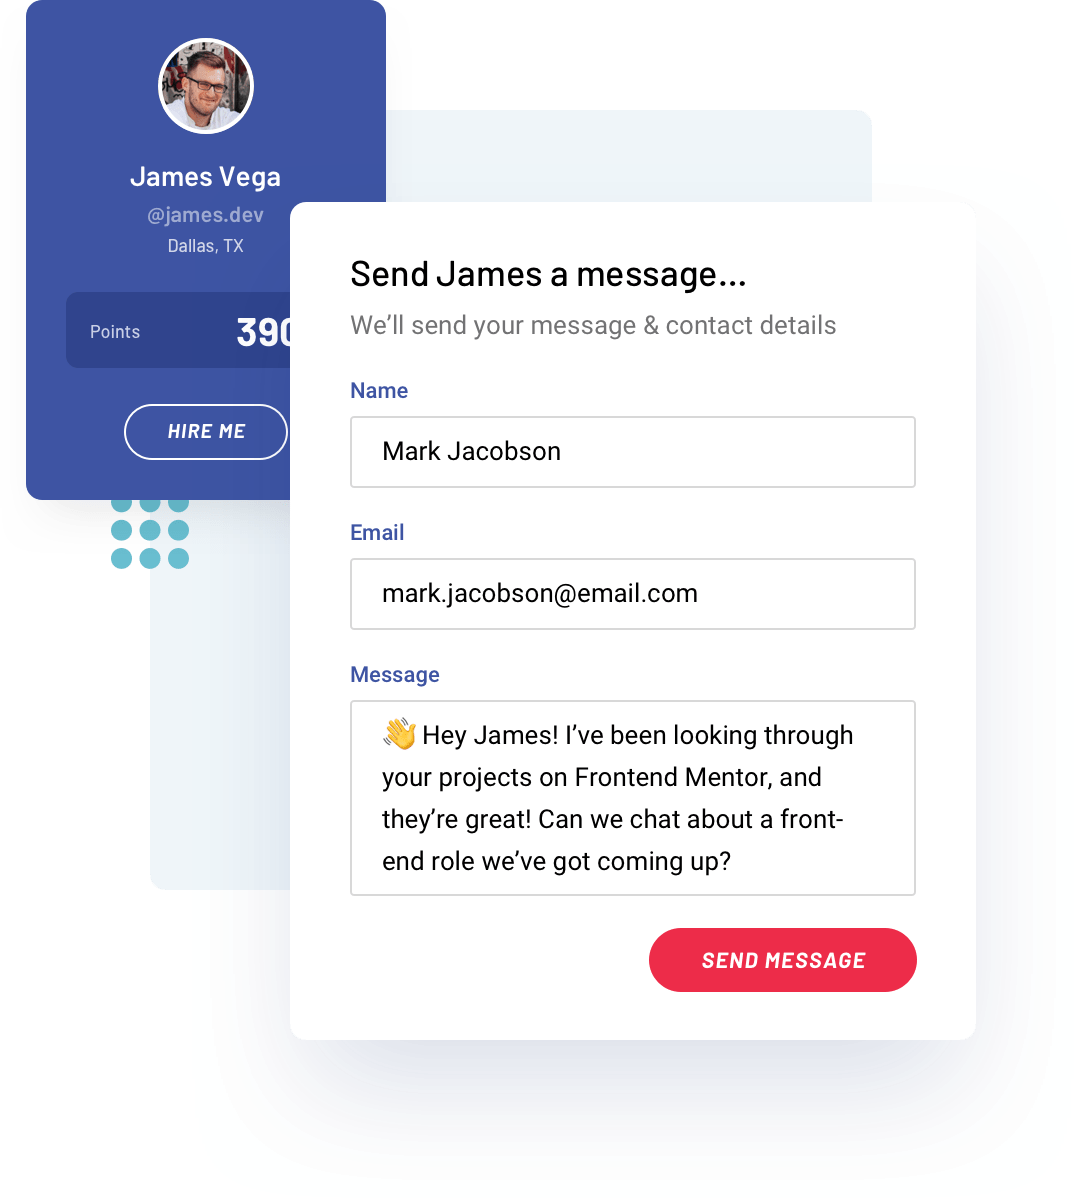 James Vega
@james.dev
Dallas, TX
Points
390
HIRE ME
Send James a message...
We’ll send your message & contact details
Name
Mark Jacobson
Email
mark.jacobson@email.com
Message
👋 Hey James! I’ve been looking through
your projects on Frontend Mentor, and
they’re great! Can we chat about a front-
end role we’ve got coming up?
SEND MESSAGE